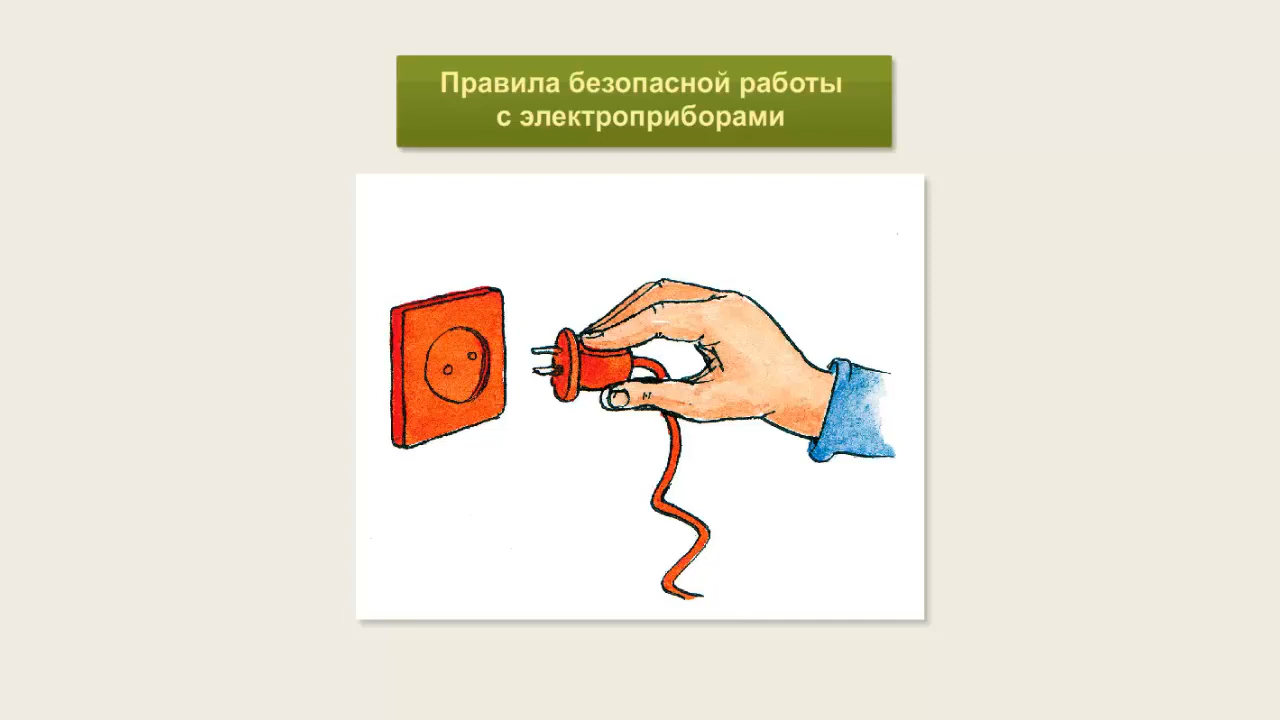 Правила безопасной работы
с электроприборами